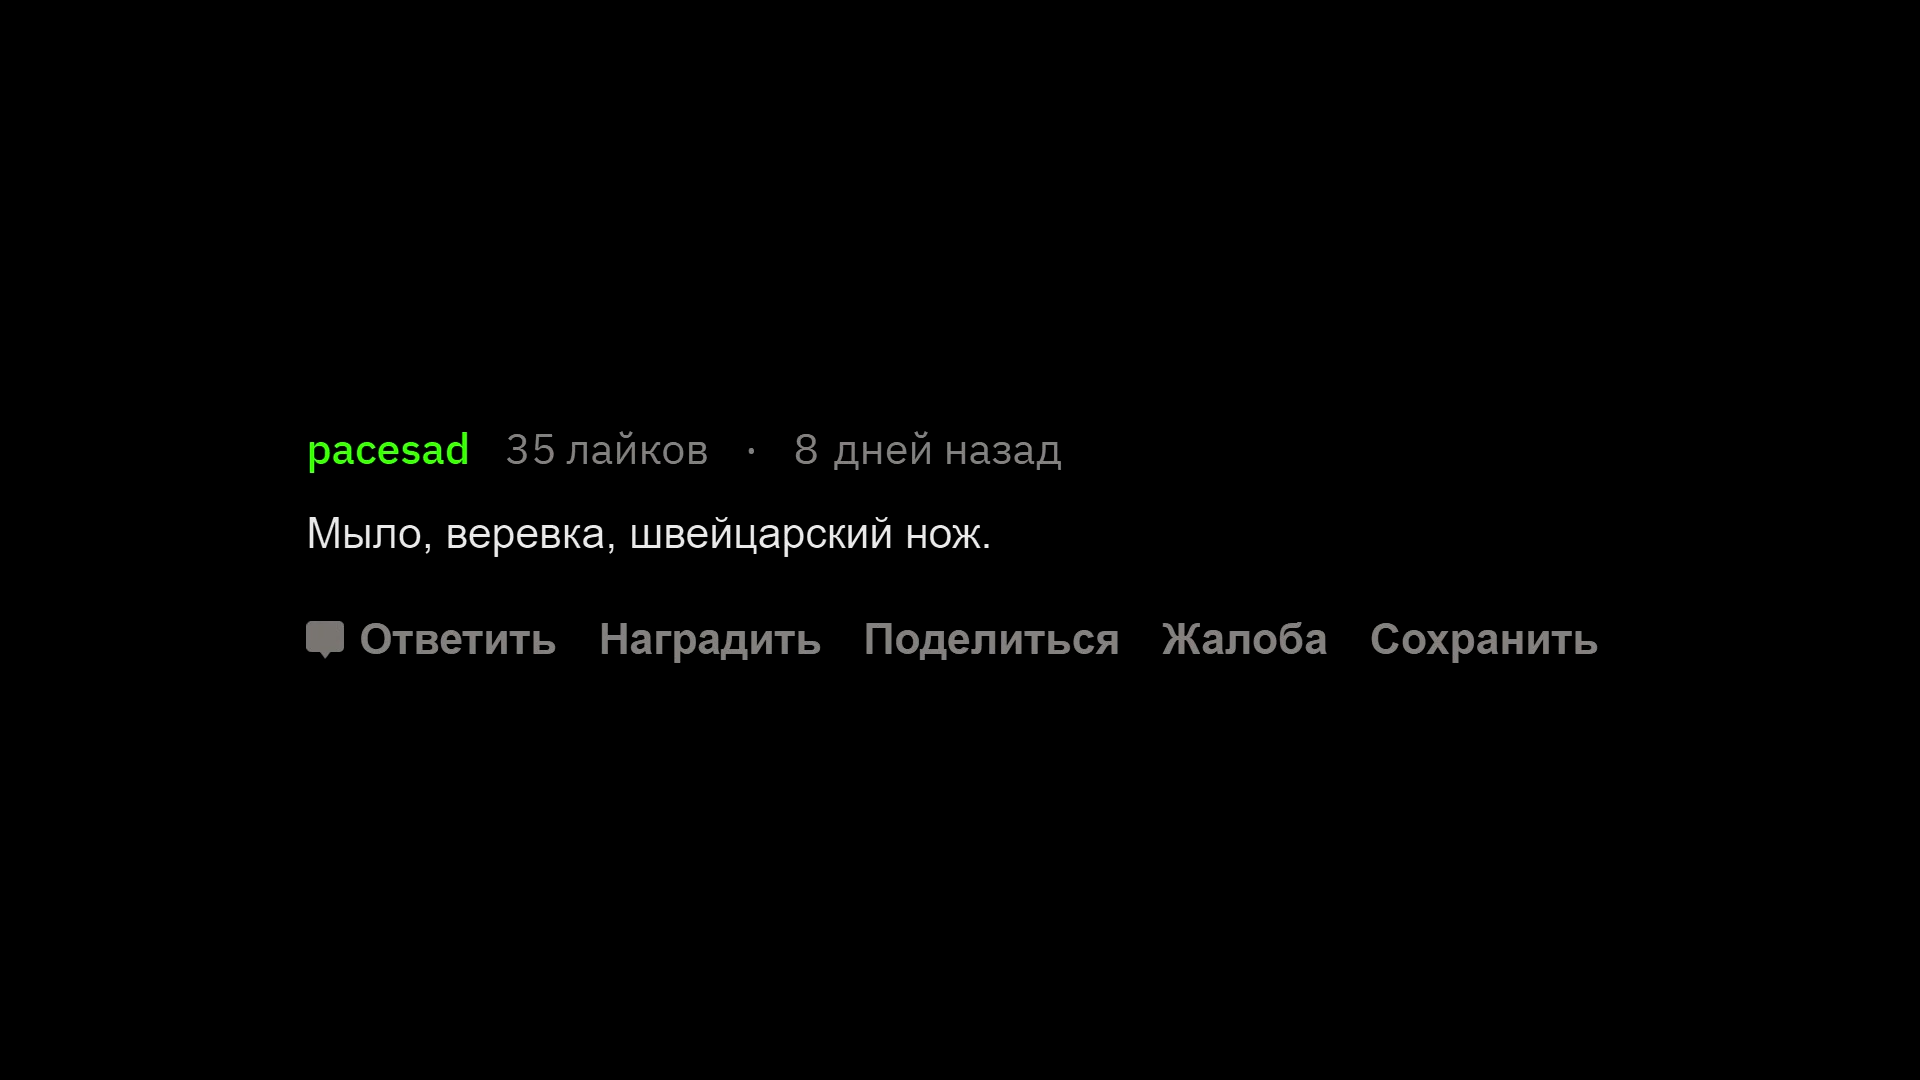 pacesad 35 лайков · 8 дней назад
Мыло, веревка, швейцарский нож.
Ответить Наградить Поделиться Жалоба Сохранить